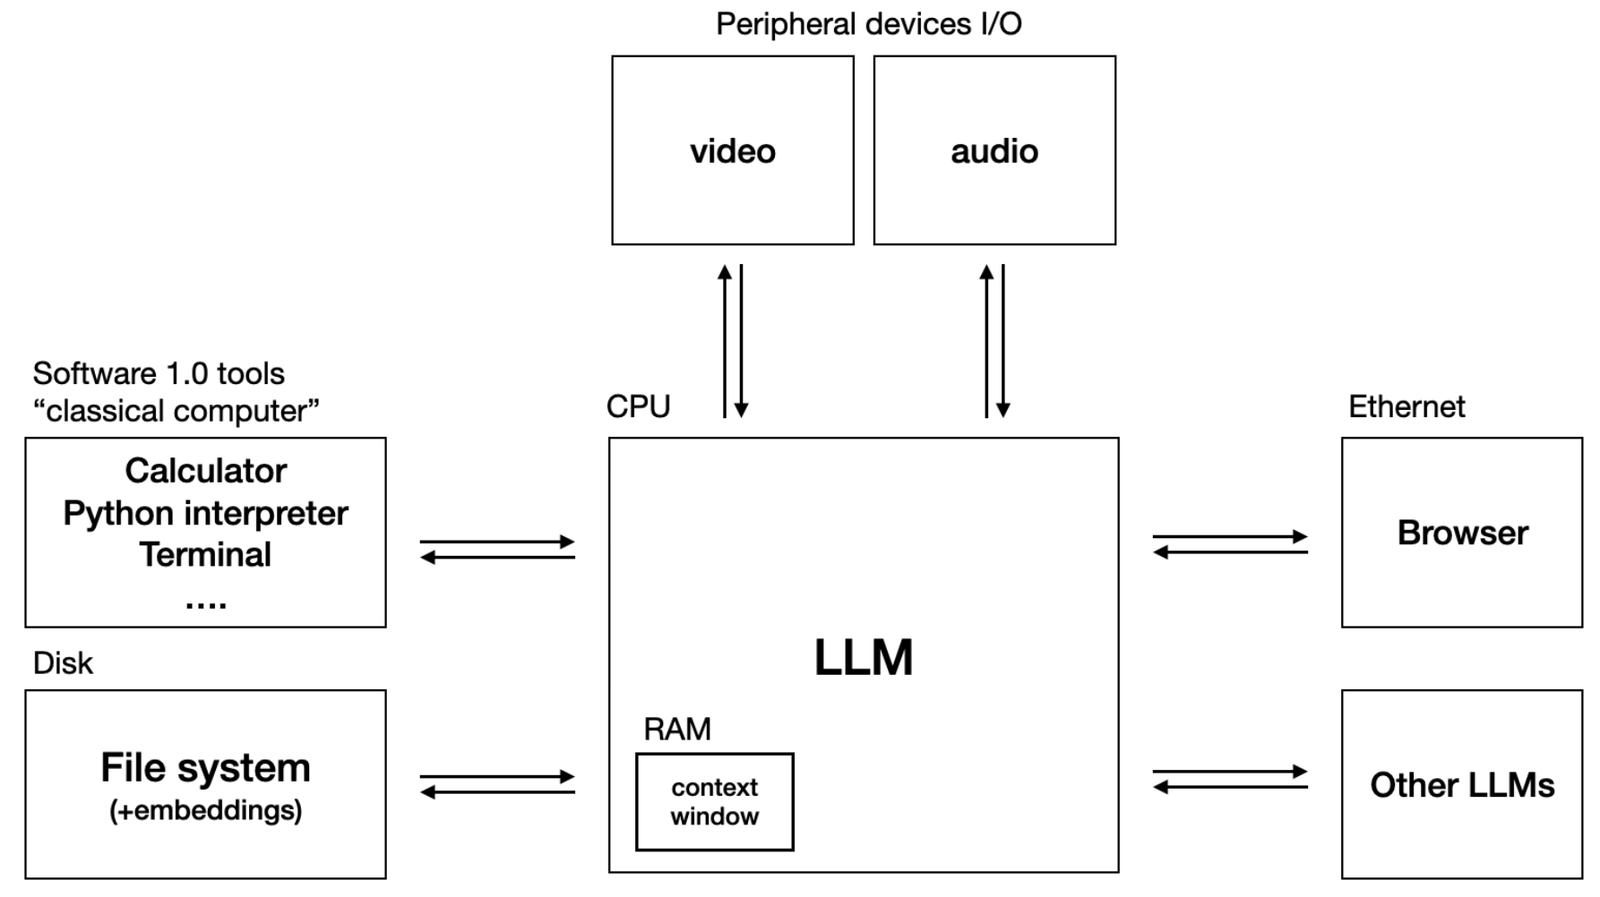 Peripheral devices I/O
video
audio
Software 1.0 tools
“classical computer”
Calculator
Python interpreter
Terminal
....
CPU
LLM
RAM
context
window
Ethernet
Browser
Disk
File system
(+embeddings)
Other LLMs